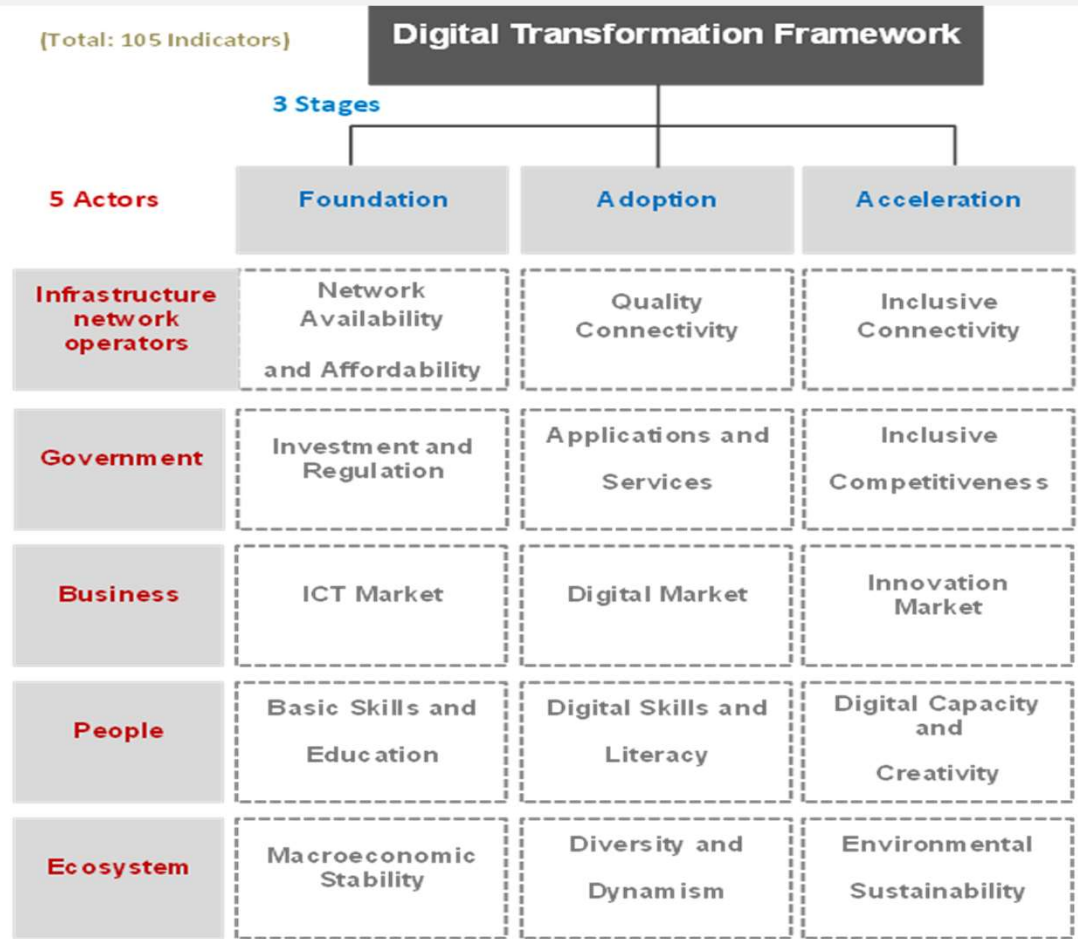 (Total: 105 Indicators)
Digital Transformation Framework
3 Stages
5 Actors
Foundation
Adoption
Acceleration
Infrastructure
network
operators
Network
Availability
and Affordability
Quality
Connectivity
Inclusive
Connectivity
Government
Investment and
Regulation
Applications and
Services
Inclusive
Competitiveness
Business
ICT Market
Digital Market
Innovation
Market
People
Basic Skills and
Education
Digital Skills and
Literacy
Digital Capacity
and
Creativity
Ecosystem
Macroeconomic
Stability
Diversity and
Dynamism
Environmental
Sustainability